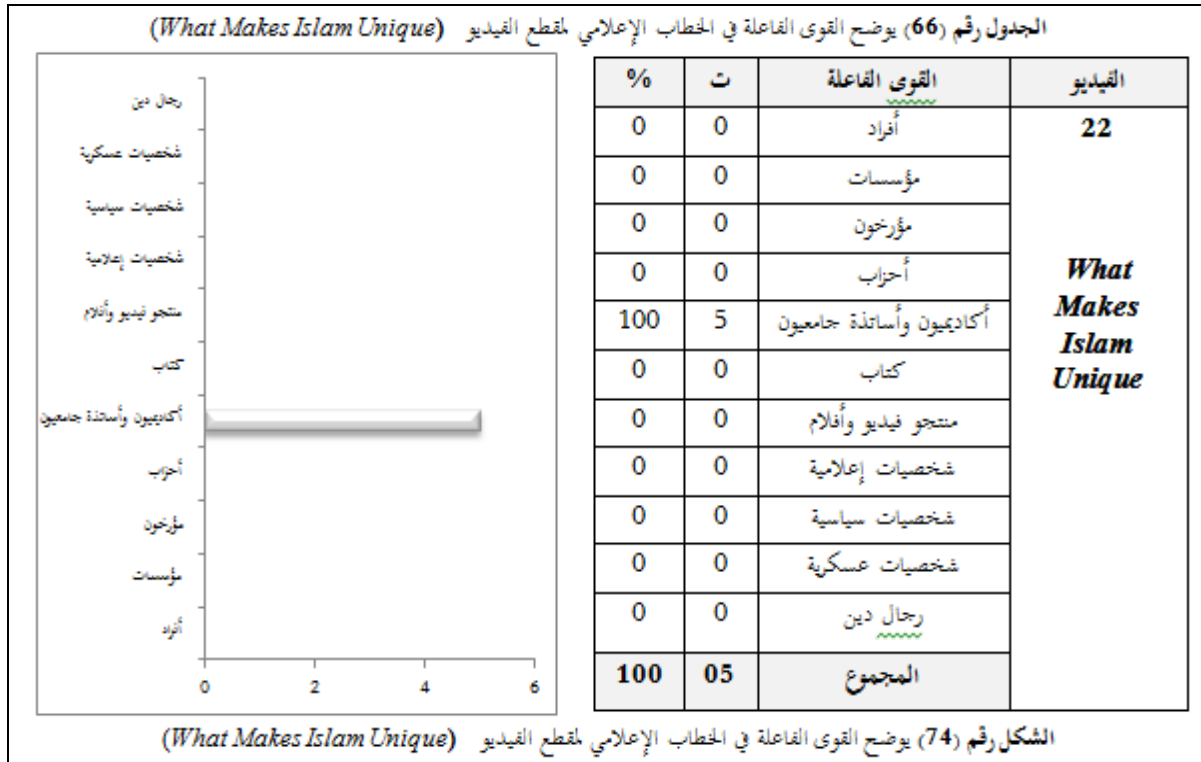 الجدول رقم (66) يوضح القوى الفاعلة في الخطاب الإعلامي لمقطع الفيديو (What Makes Islam Unique)
الفيديو القوى الفاعلة ت %
22 أفراد 0 0
مؤسسات 0 0
مؤرخون 0 0
What
أحزاب 0 0
Makes
أكاديميون وأساتذة جامعيون 5 100
Islam
كتاب 0 0
Unique
منتجو فيديو وأفلام 0 0
شخصيات إعلامية 0 0
شخصيات سياسية 0 0
شخصيات عسكرية 0 0
رجال دين 0 0
المجموع 05 100
رجال دين
شخصيات عسكرية
شخصيات سياسية
شخصيات إعلامية
منتجو فيديو وأفلام
كتاب
أكاديميون وأساتذة جامعيون
أحزاب
مؤرخون
مؤسسات
أفراد
0 2 4 6
الشكل رقم (74) يوضح القوى الفاعلة في الخطاب الإعلامي لمقطع الفيديو (What Makes Islam Unique)